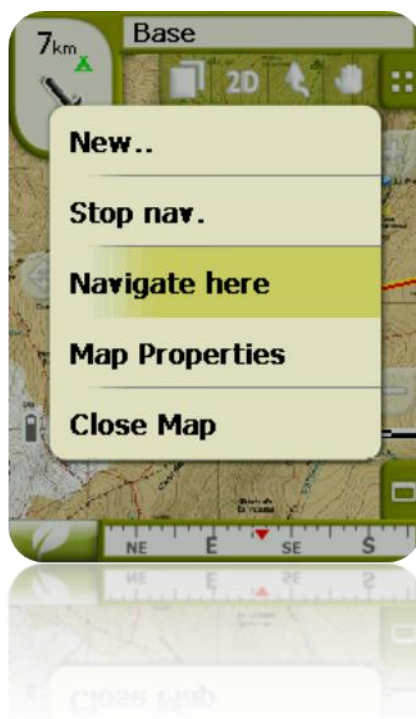 7km
Base
2D
New..
Stop nav.
Navigate here
Map Properties
Close Map
NE E SE S